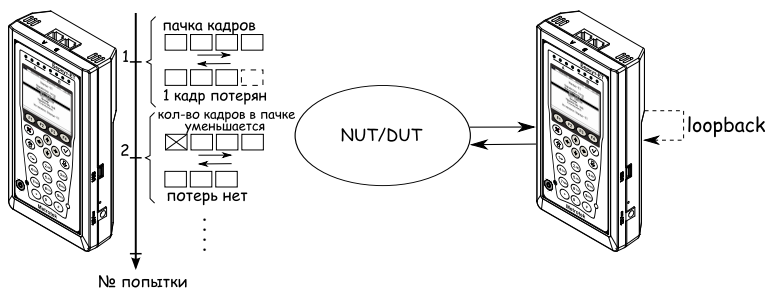 пачка кадров
1
1 кадр потерян
кол-во кадров в пачке
уменьшается
2
потерь нет
№ попытки
NUT/DUT
loopback